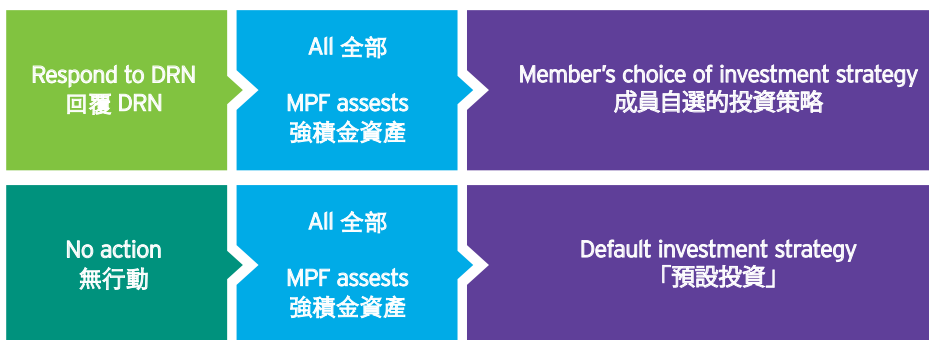 Respond to DRN
回覆 DRN
All 全部
MPF assests
強積金資產
Member's choice of investment strategy
成員自選的投資策略
No action
無行動
All 全部
MPF assests
強積金資產
Default investment strategy
「預設投資」